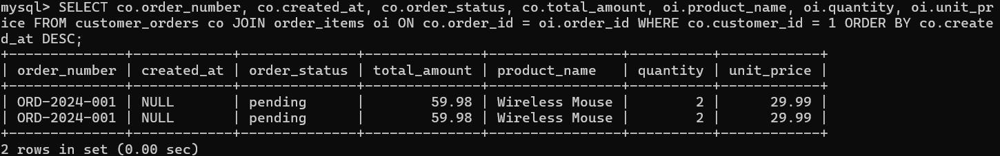 mysql> SELECT co.order_number, co.created_at, co.order_status, co.total_amount, oi.product_name, oi.quantity, oi.unit_pr
ice FROM customer_orders co JOIN order_items oi ON co.order_id = oi.order_id WHERE co.customer_id = 1 ORDER BY co.create
d_at DESC;
+--------------+------------+--------------+--------------+----------------+----------+------------+
| order_number | created_at | order_status | total_amount | product_name   | quantity | unit_price |
+--------------+------------+--------------+--------------+----------------+----------+------------+
| ORD-2024-001 | NULL       | pending      |        59.98 | Wireless Mouse |        2 |      29.99 |
| ORD-2024-001 | NULL       | pending      |        59.98 | Wireless Mouse |        2 |      29.99 |
+--------------+------------+--------------+--------------+----------------+----------+------------+
2 rows in set (0.00 sec)